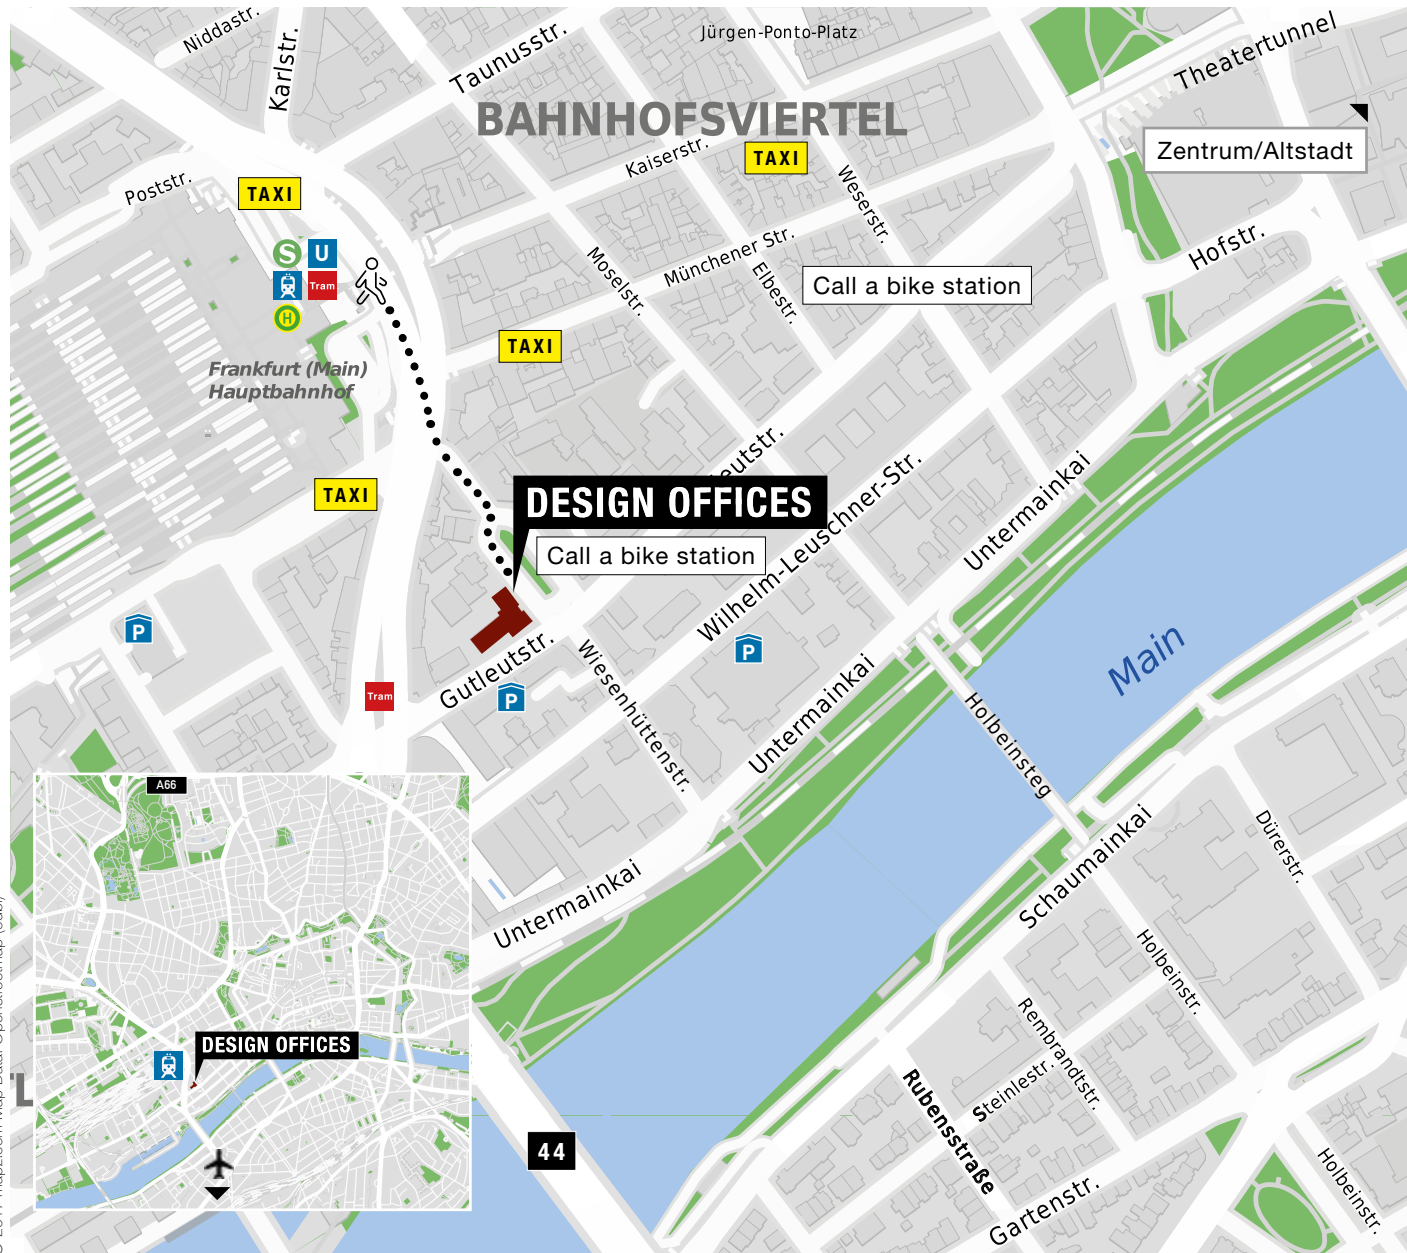 Niddastr.
Karlstr.
Taunusstr.
Jürgen-Ponto-Platz
Theatertunnel
BAHNHOFSVIERTEL
Kaiserstr.
TAXI
Zentrum/Altstadt
Poststr.
TAXI
Weserstr.
Münchener Str.
Hofstr.
S
U
Tram
H
Moselstr.
Elbestr.
Call a bike station
TAXI
Frankfurt (Main)
Hauptbahnhof
TAXI
eutstr.
DESIGN OFFICES
Call a bike station
Wilhelm-Leuschner-Str.
Untermainkai
P
P
P
Tram
Gutleutstr.
Wiesenhüttenstr.
Untermainkai
Main
Holbeinsteg
Untermainkai
Schaumainkai
Dürerstr.
Holbeinstr.
Rembrandtstr.
Steinlestr.
Rubensstraße
Gartenstr.
Holbeinstr.
44
A66
DESIGN OFFICES
TL